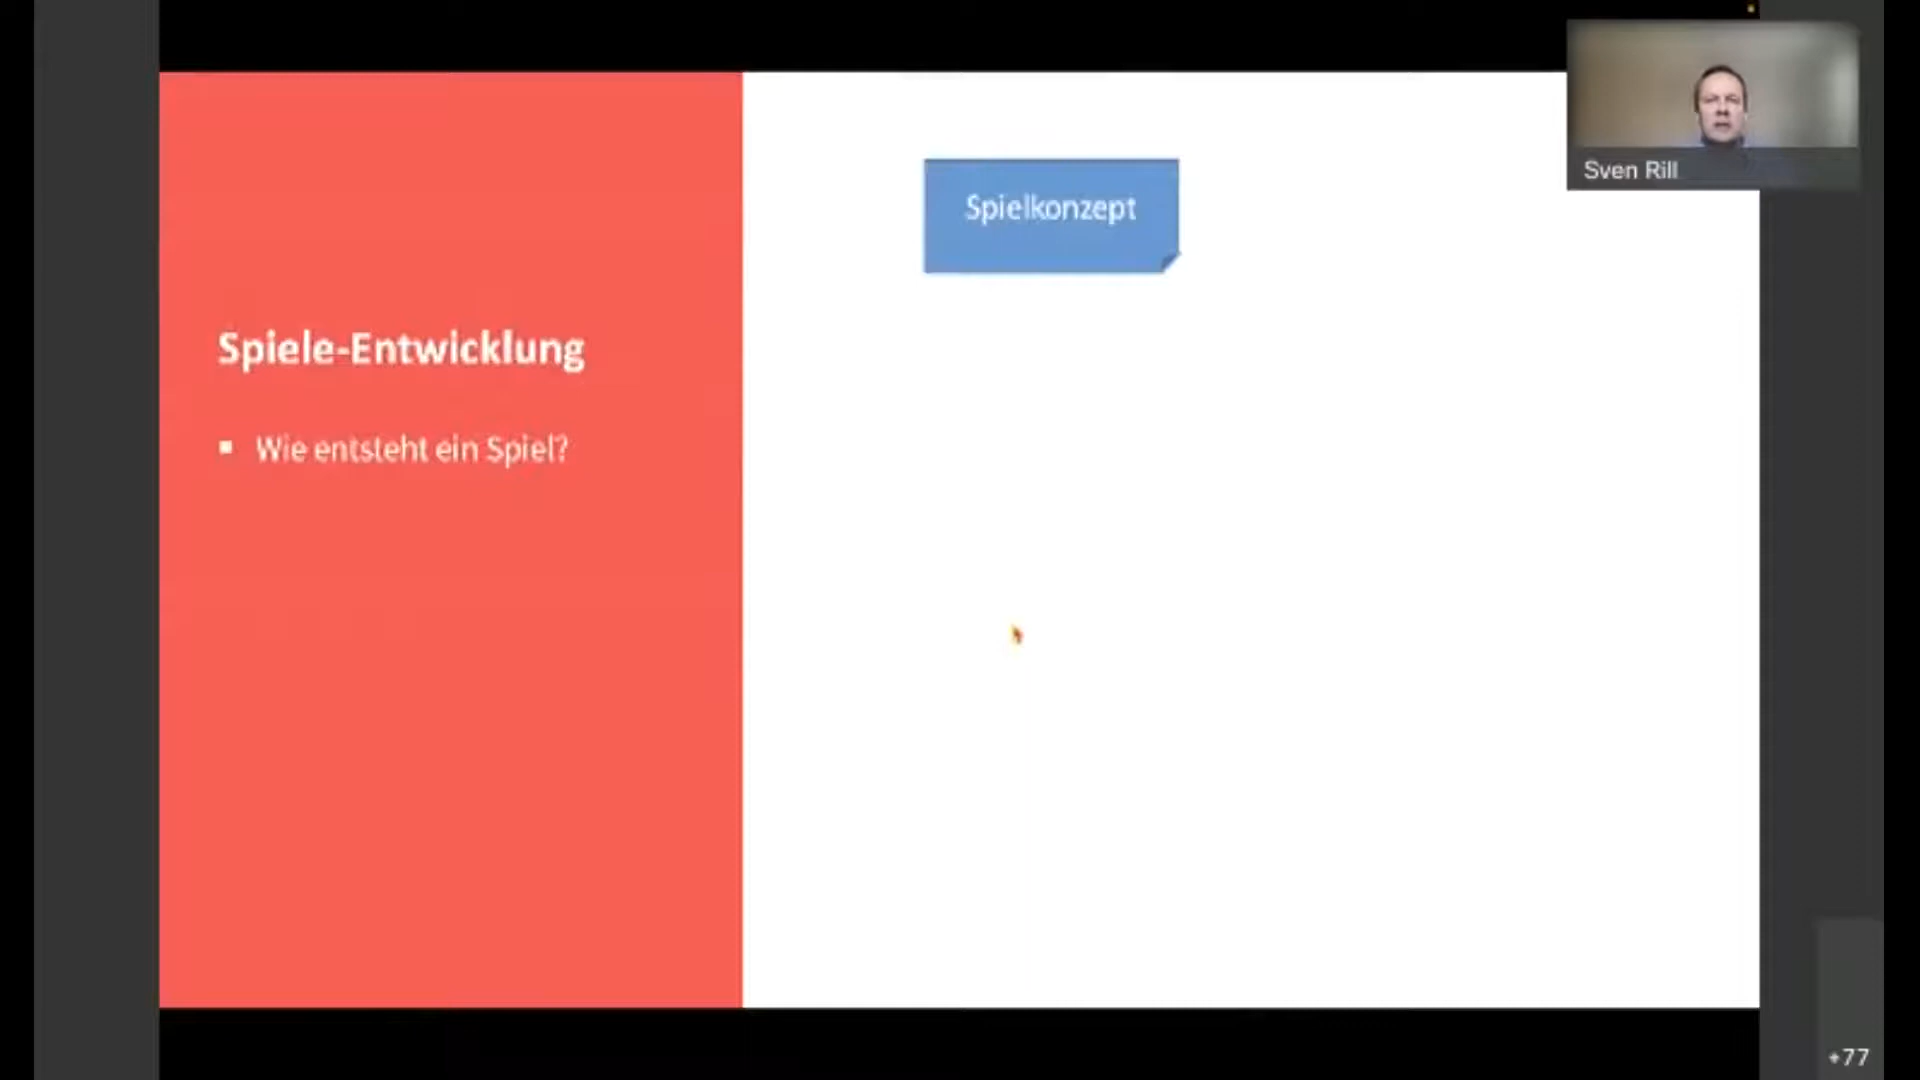 Spiele-Entwicklung
▪ Wie entsteht ein Spiel?
Spielkonzept
Sven Rill
+77